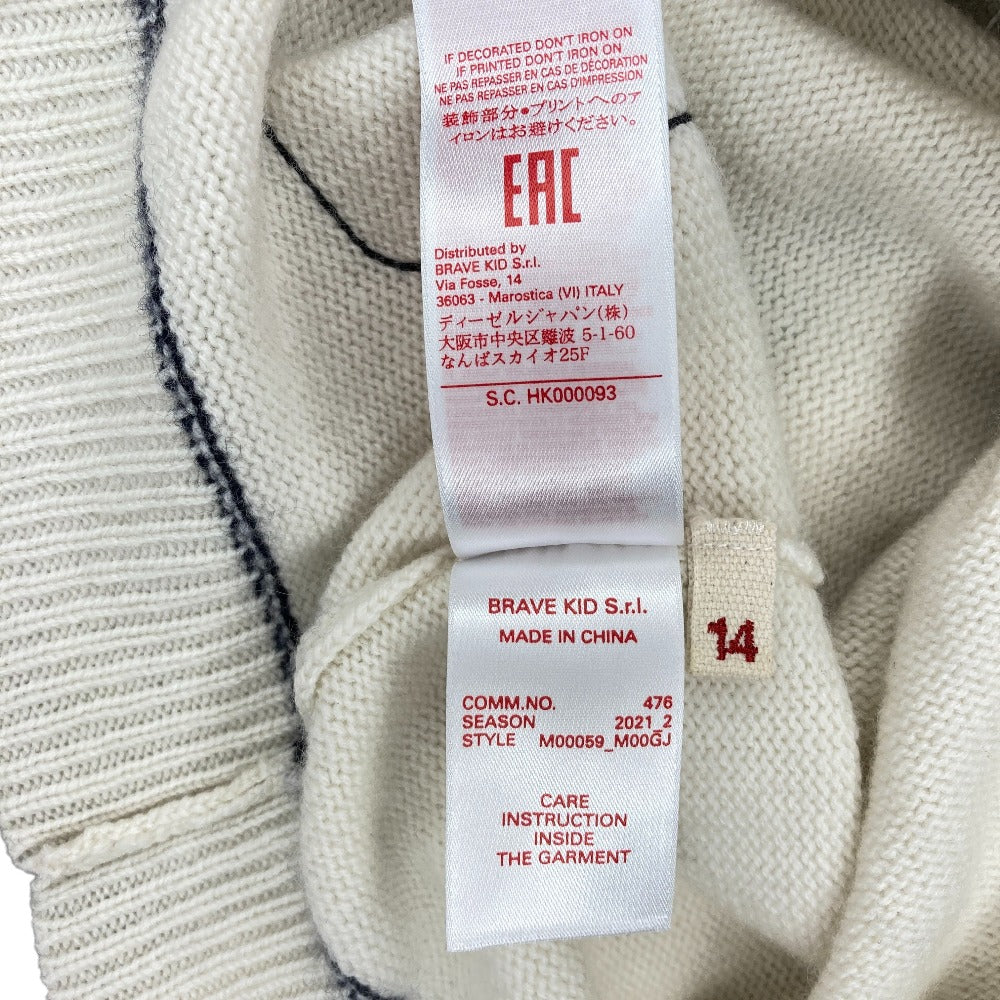 IF DECORATED DON'T IRON ON
IF PRINTED DON'T IRON ON
NE PAS REPASSER EN CAS DE DÉCORATION
NE PAS REPASSER EN CAS D'IMPRESSION
装飾部分•プリントへのア
イロンはお避けください。
EAC
Distributed by
BRAVE KID S.r.l.
Via Fosse, 14
36063 - Marostica (VI) ITALY
ディーゼルジャパン(株)
大阪市中央区難波 5-1-60
なんばスカイオ25F
S.C. HK000093
BRAVE KID S.r.l.
MADE IN CHINA
14
COMM.NO. 476
SEASON 2021_2
STYLE M00059_M00GJ
CARE
INSTRUCTION
INSIDE
THE GARMENT